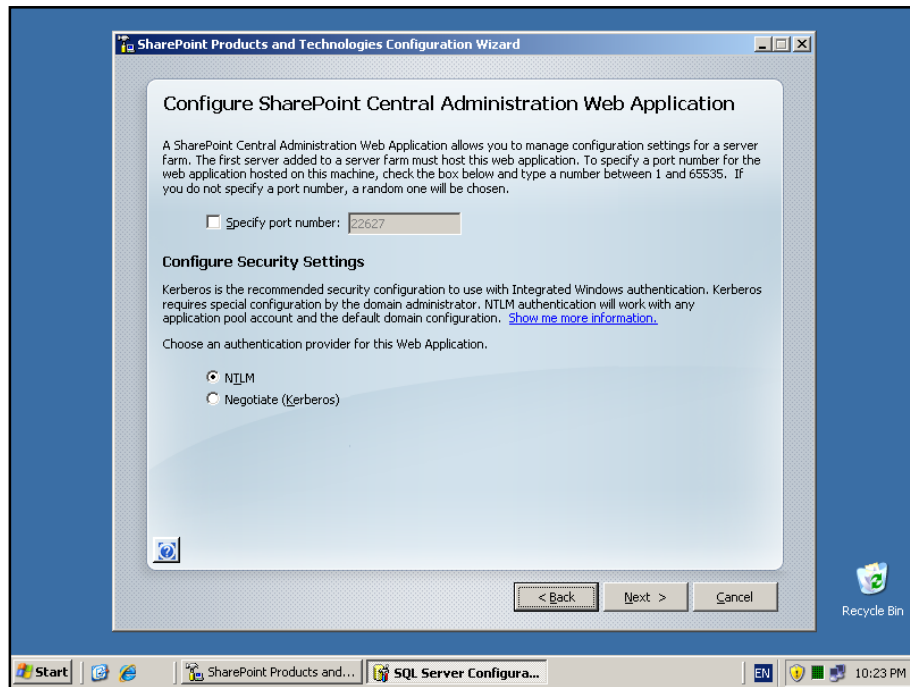 SharePoint Products and Technologies Configuration Wizard
Configure SharePoint Central Administration Web Application
A SharePoint Central Administration Web Application allows you to manage configuration settings for a server
farm. The first server added to a server farm must host this web application. To specify a port number for the
web application hosted on this machine, check the box below and type a number between 1 and 65535. If
you do not specify a port number, a random one will be chosen.
Specify port number: 22627
Configure Security Settings
Kerberos is the recommended security configuration to use with Integrated Windows authentication. Kerberos
requires special configuration by the domain administrator. NTLM authentication will work with any
application pool account and the default domain configuration. Show me more information.
Choose an authentication provider for this Web Application.
NTLM
Negotiate (Kerberos)
< Back Next > Cancel
Recycle Bin
Start SharePoint Products and... SQL Server Configura... EN 10:23 PM